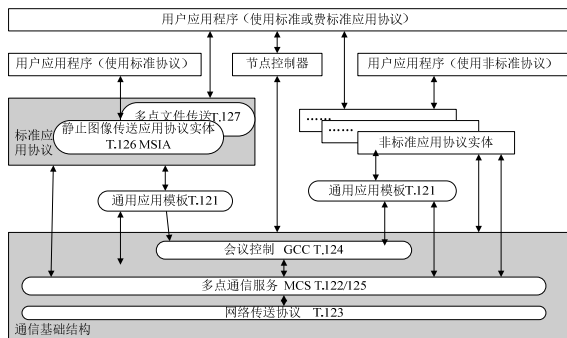 用户应用程序（使用标准或费标准应用协议）
用户应用程序（使用标准协议）
节点控制器
用户应用程序（使用非标准协议）
多点文件传送T.127
标准应用协议
静止图像传送应用协议实体
T.126 MSIA
……
……
非标准应用协议实体
通用应用模板T.121
通用应用模板T.121
会议控制 GCC T.124
多点通信服务 MCS T.122/125
网络传送协议 T.123
通信基础结构